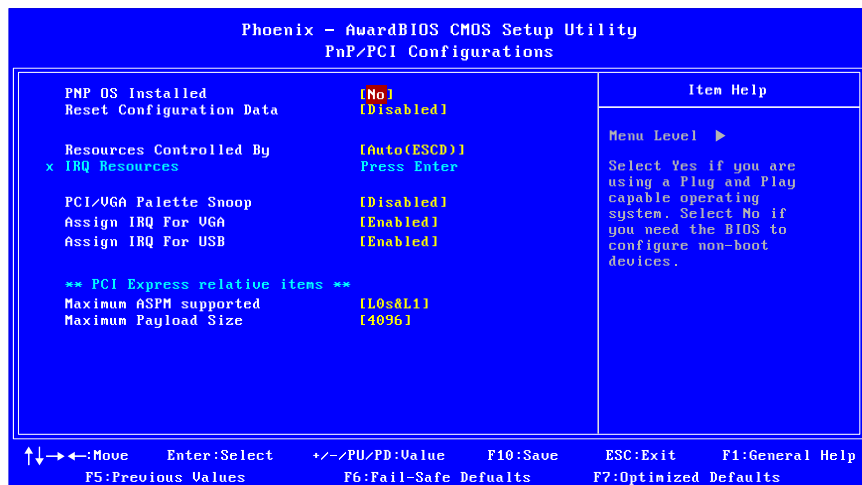 Phoenix – AwardBIOS CMOS Setup Utility
PnP/PCI Configurations
PNP OS Installed [No]
Reset Configuration Data [Disabled]
Resources Controlled By [Auto(ESCD)]
x IRQ Resources Press Enter
PCI/VGA Palette Snoop [Disabled]
Assign IRQ For VGA [Enabled]
Assign IRQ For USB [Enabled]
** PCI Express relative items **
Maximum ASPM supported [L0s&L1]
Maximum Payload Size [4096]
Item Help
Menu Level ▶
Select Yes if you are
using a Plug and Play
capable operating
system. Select No if
you need the BIOS to
configure non-boot
devices.
↑↓→←:Move Enter:Select +/-/PU/PD:Value F10:Save ESC:Exit F1:General Help
F5:Previous Values F6:Fail-Safe Defualts F7:Optimized Defaults